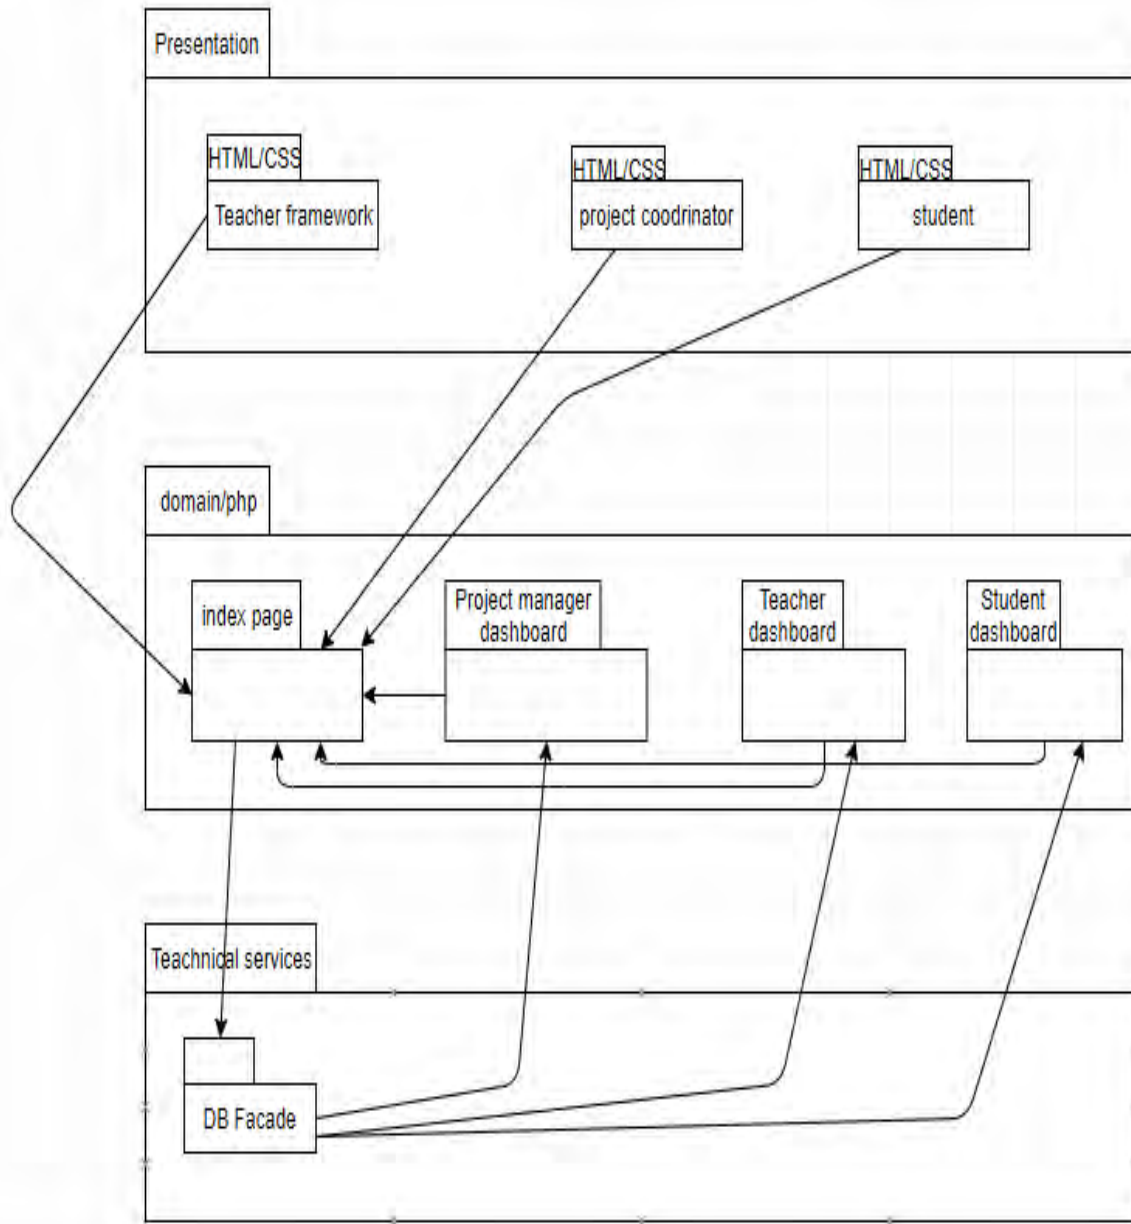 Presentation
HTML/CSS
Teacher framework
HTML/CSS
project coodrinator
HTML/CSS
student
domain/php
index page
Project manager
dashboard
Teacher
dashboard
Student
dashboard
Teachnical services
DB Facade